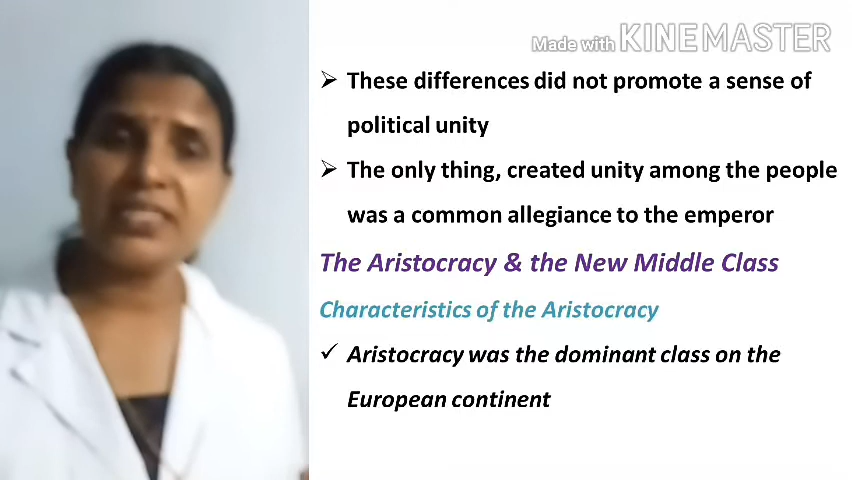 Made with KINEMASTER
➢ These differences did not promote a sense of
political unity
➢ The only thing, created unity among the people
was a common allegiance to the emperor
The Aristocracy & the New Middle Class
Characteristics of the Aristocracy
✓ Aristocracy was the dominant class on the
European continent